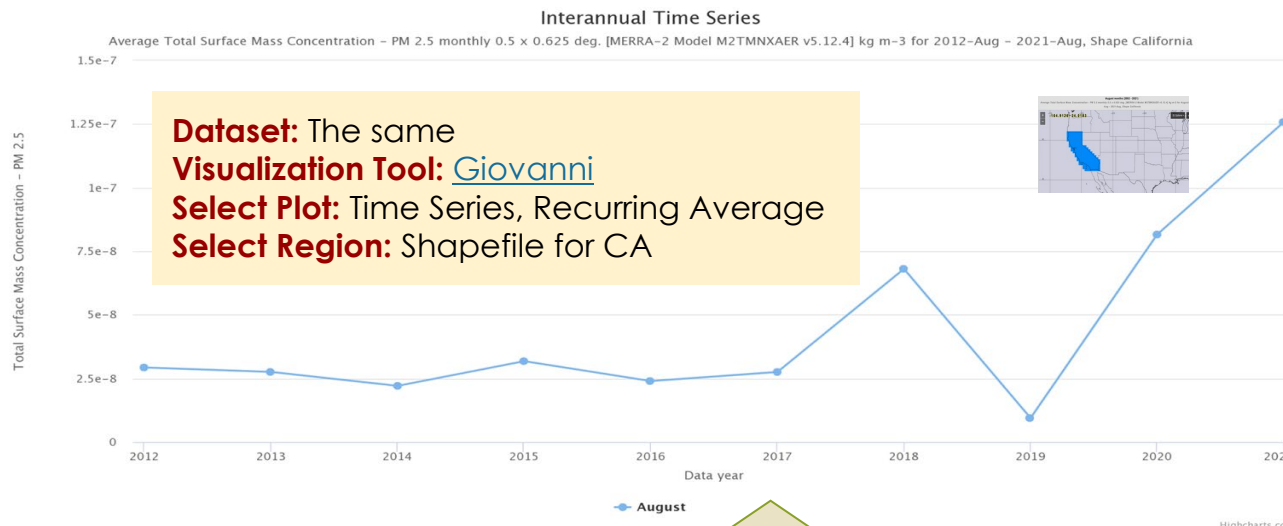 Interannual Time Series
Average Total Surface Mass Concentration - PM 2.5 monthly 0.5 x 0.625 deg. [MERRA-2 Model M2TMNXAER v5.12.4] kg m-3 for 2012-Aug - 2021-Aug, Shape California
Total Surface Mass Concentration - PM 2.5
1.5e-7
1.25e-7
1e-7
7.5e-8
5e-8
2.5e-8
0
Dataset: The same
Visualization Tool: Giovanni
Select Plot: Time Series, Recurring Average
Select Region: Shapefile for CA
2012 2013 2014 2015 2016 2017 2018 2019 2020 202
Data year
August
Highcharts.c